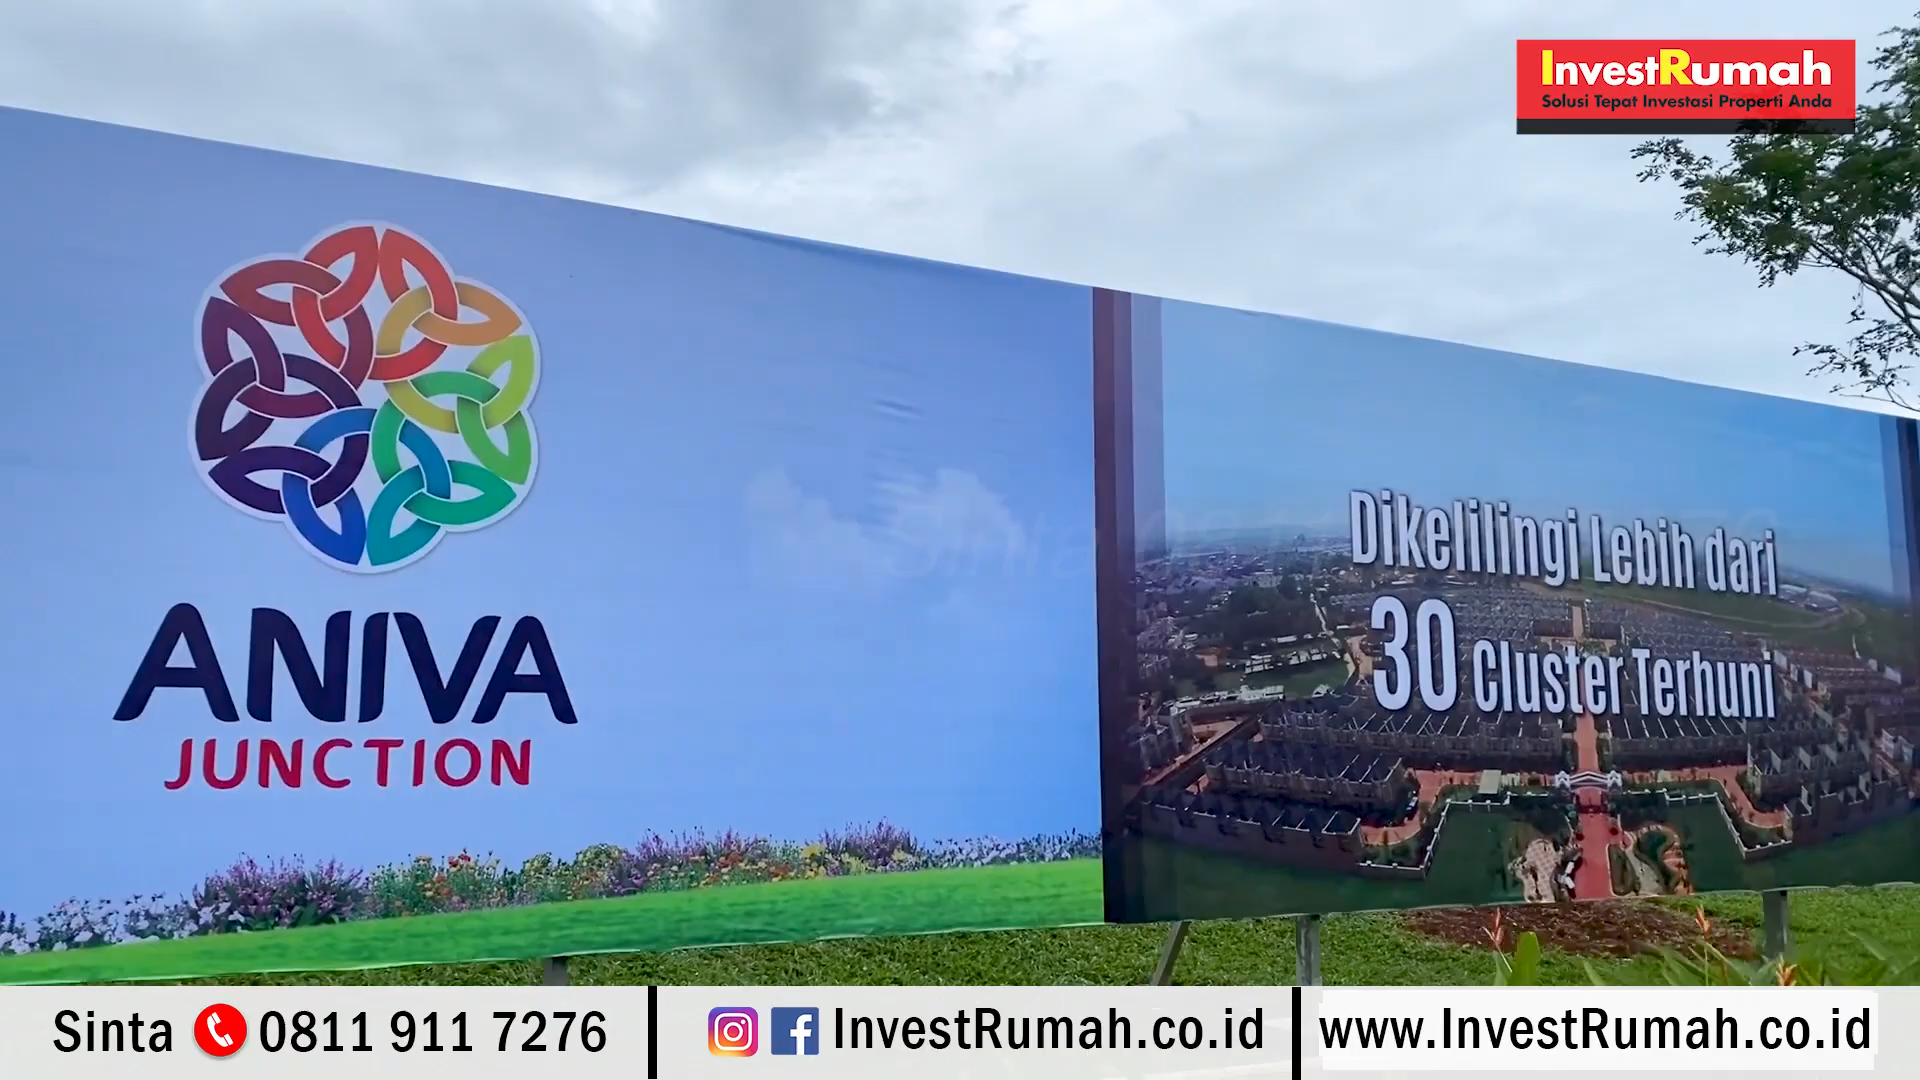 InvestRumah
Solusi Tepat Investasi Properti Anda
ANIVA
JUNCTION
Dikelilingi Lebih dari
30 Cluster Terhuni
Sinta
Sinta 0811 911 7276
InvestRumah.co.id
www.InvestRumah.co.id